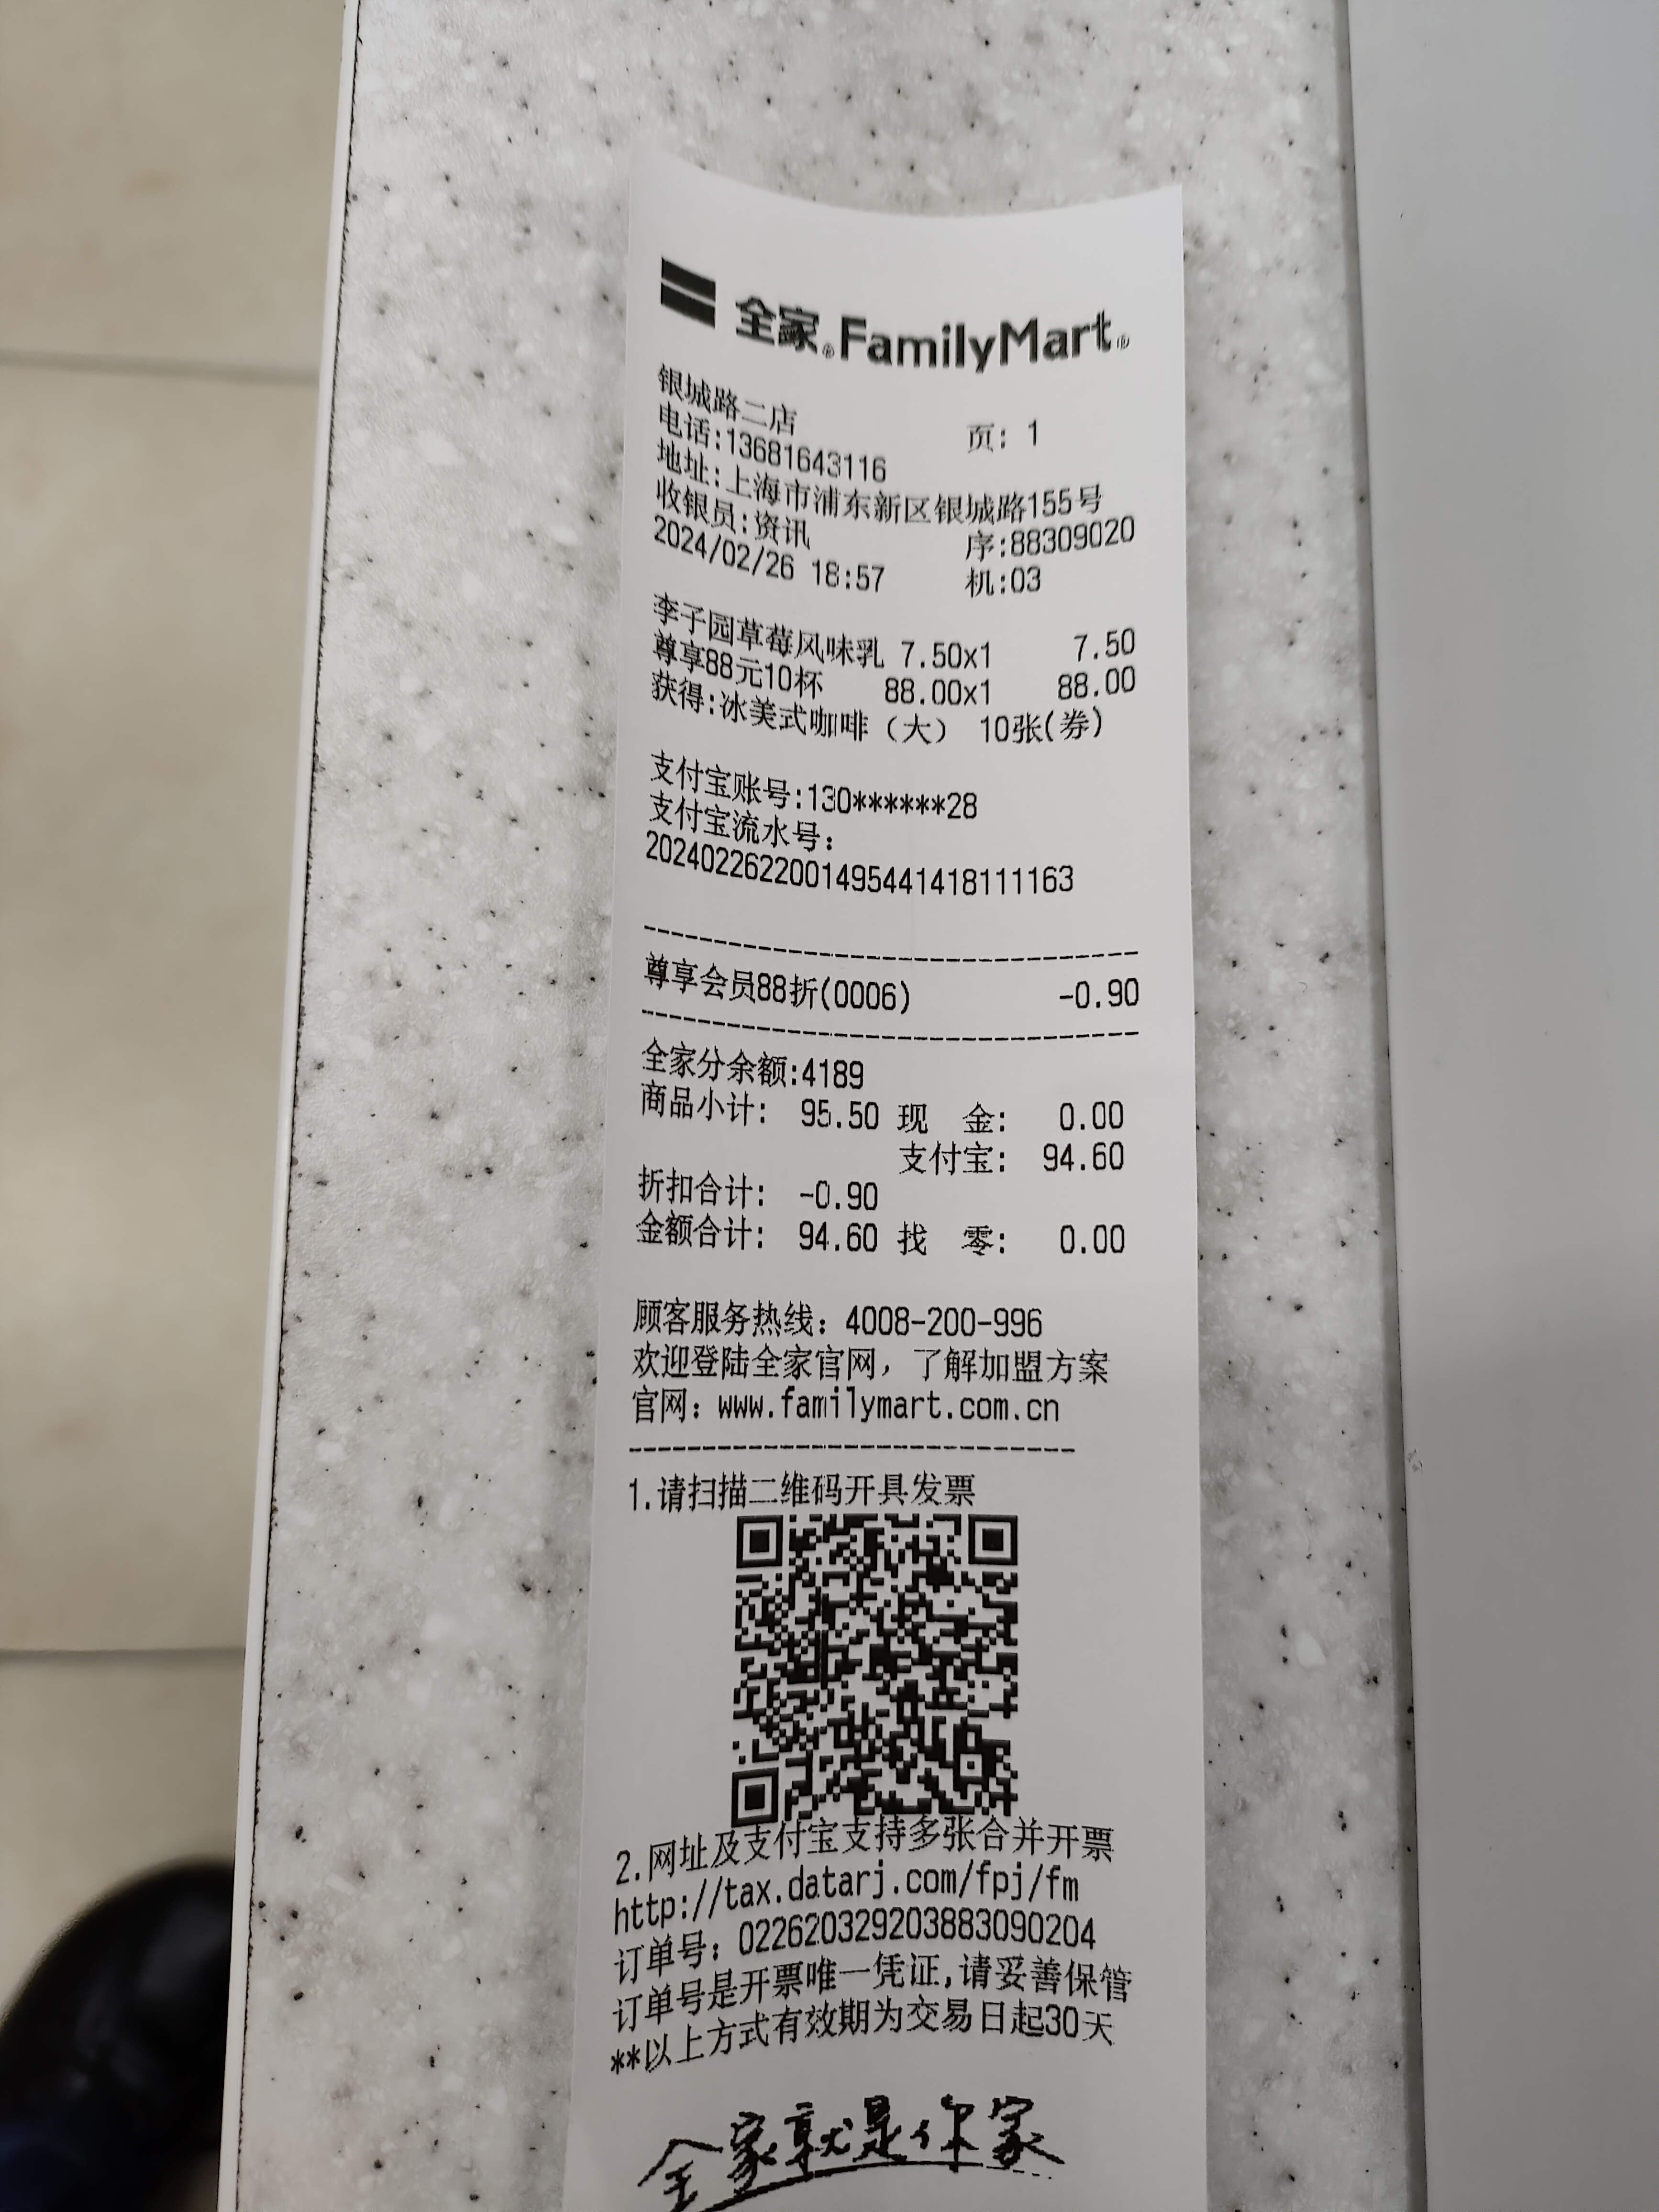 全家®FamilyMart®
银城路二店
电话:13681643116 页: 1
地址:上海市浦东新区银城路155号
收银员:资讯 序:88309020
2024/02/26 18:57 机:03
李子园草莓风味乳 7.50x1 7.50
尊享88元10杯 88.00x1 88.00
获得:冰美式咖啡（大） 10张(券)
支付宝账号:130******28
支付宝流水号:
2024022622001495441418111163
尊享会员88折(0006) -0.90
全家分余额:4189
商品小计: 95.50 现 金: 0.00
支付宝: 94.60
折扣合计: -0.90
金额合计: 94.60 找 零: 0.00
顾客服务热线: 4008-200-996
欢迎登陆全家官网, 了解加盟方案
官网: www.familymart.com.cn
1.请扫描二维码开具发票
2.网址及支付宝支持多张合并开票
http://tax.datarj.com/fpj/fm
订单号: 022620329203883090204
订单号是开票唯一凭证,请妥善保管
**以上方式有效期为交易日起30天
全家就是你家